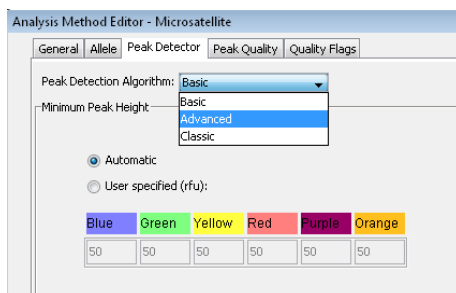 Analysis Method Editor - Microsatellite
General Allele Peak Detector Peak Quality Quality Flags
Peak Detection Algorithm: Basic
Basic
Minimum Peak Height
Advanced
Classic
Automatic
User specified (rfu):
Blue Green Yellow Red Purple Orange
50 50 50 50 50 50